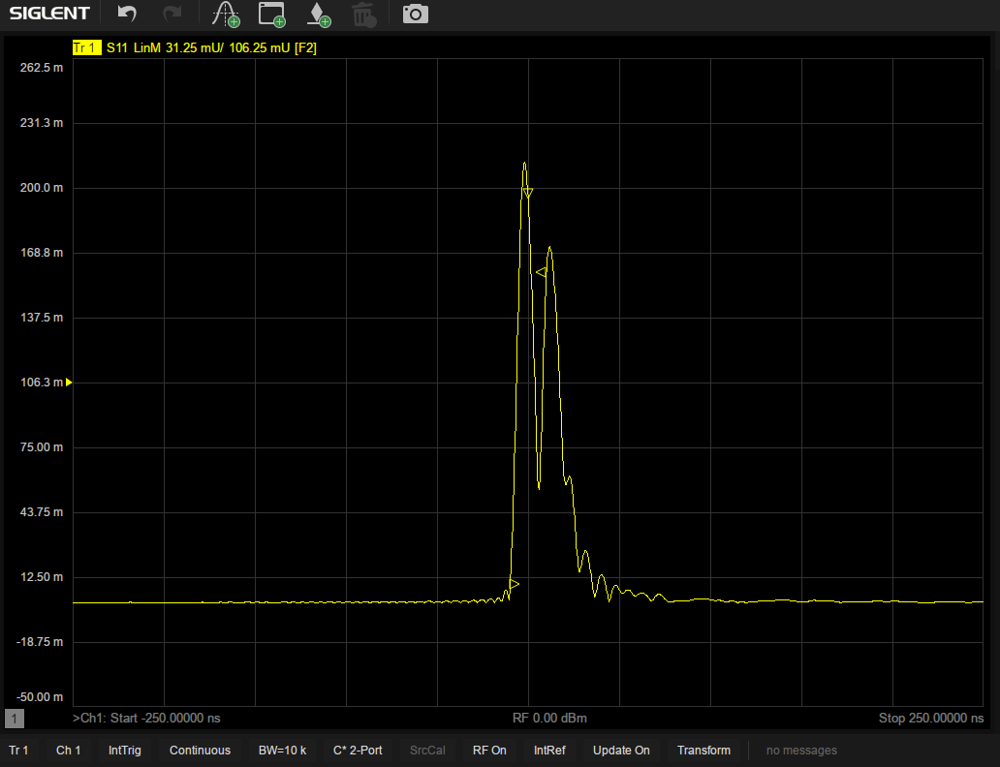 SIGLENT
Tr 1 S11 LinM 31.25 mU/ 106.25 mU [F2]
262.5 m
231.3 m
200.0 m
168.8 m
137.5 m
106.3 m
75.00 m
43.75 m
12.50 m
-18.75 m
-50.00 m
1 >Ch1: Start -250.00000 ns RF 0.00 dBm Stop 250.00000 ns
Tr 1 Ch 1 IntTrig Continuous BW=10 k C* 2-Port SrcCal RF On IntRef Update On Transform no messages